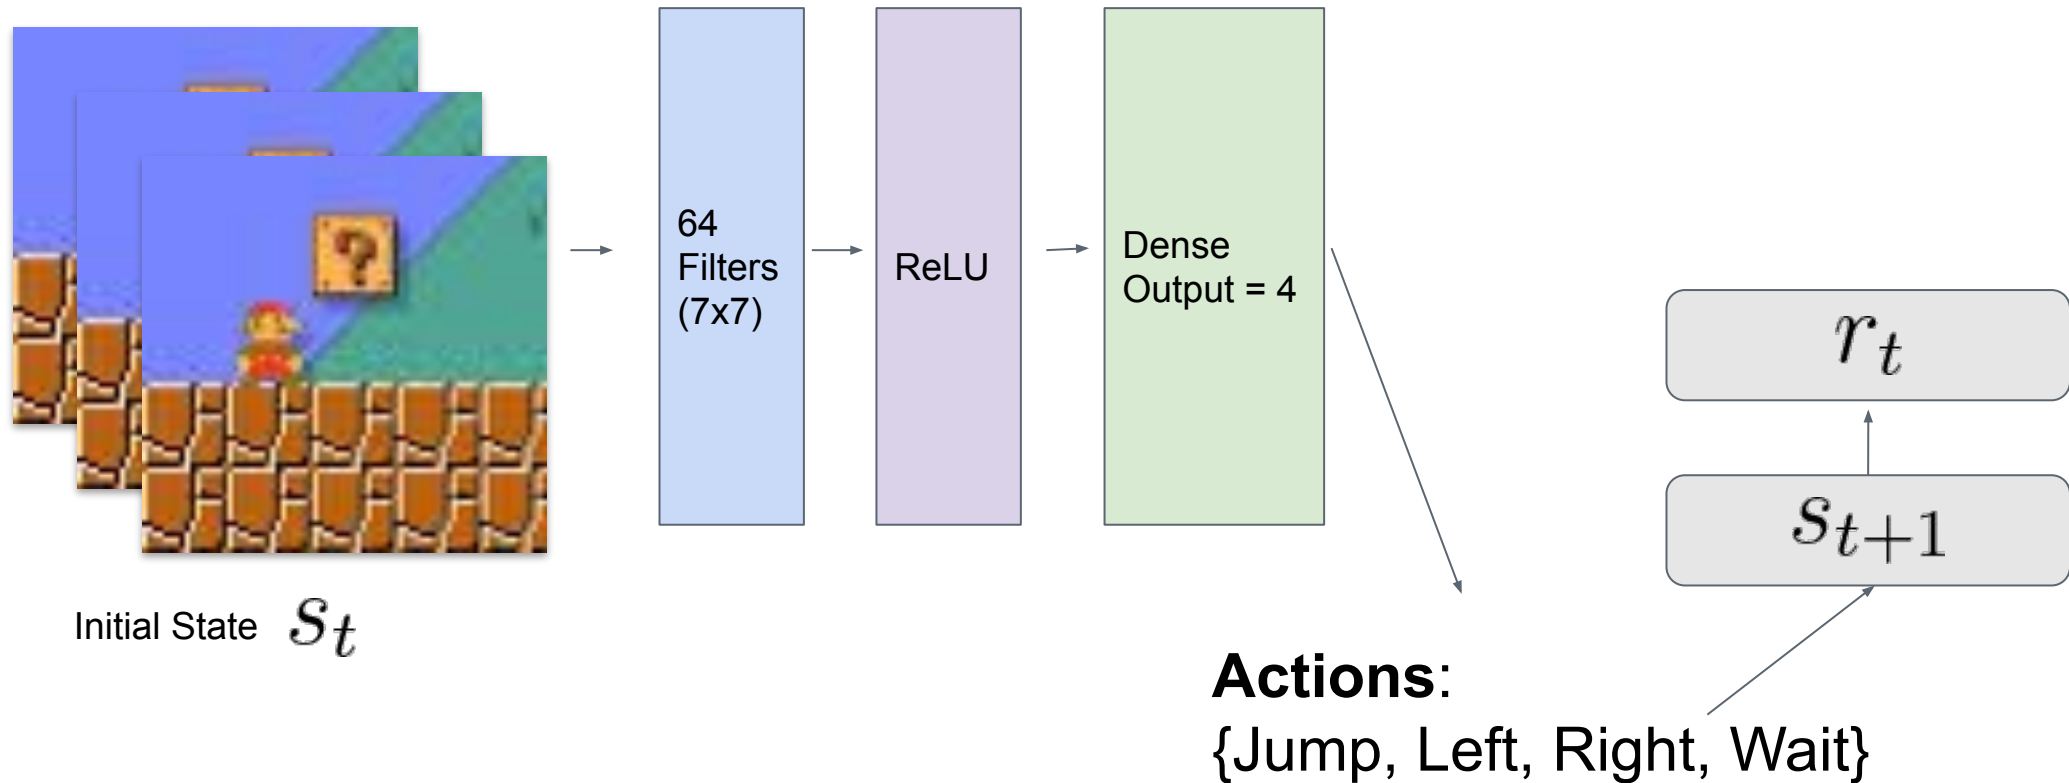 64
Filters
(7x7)
ReLU
Dense
Output = 4
?
r_t
s_{t+1}
Initial State s_t
Actions:
{Jump, Left, Right, Wait}